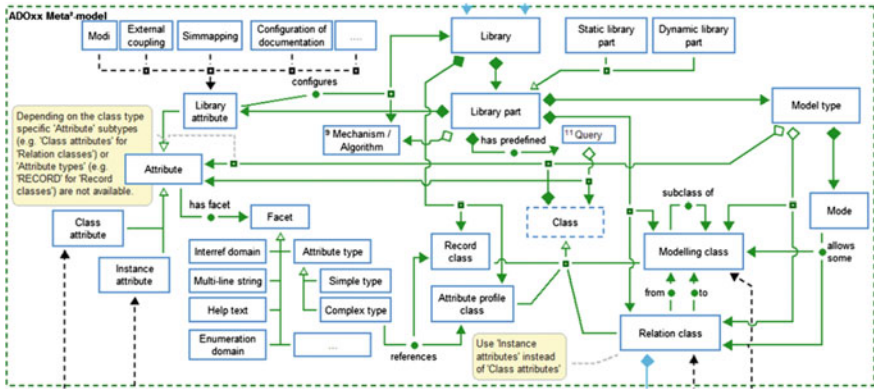 ADOxx Meta² model
Modi
External
coupling
Simmapping
Configuration of
documentation
....
Library
Static library
part
Dynamic library
part
configures
Library
attribute
Library part
Model type
Depending on the class type
specific 'Attribute' subtypes
(e.g. 'Class attributes' for
'Relation classes') or
'Attribute types' (e.g.
'RECORD' for 'Record
classes') are not available.
9 Mechanism /
Algorithm
has predefined
11 Query
Attribute
has facet
Facet
Class
subclass of
Mode
Class
attribute
Instance
attribute
Interref domain
Attribute type
Record
class
Modelling class
allows
some
Multi-line string
Simple type
Help text
Complex type
Attribute profile
class
from
to
Enumeration
domain
...
references
Relation class
Use 'Instance
attributes' instead
of 'Class attributes'